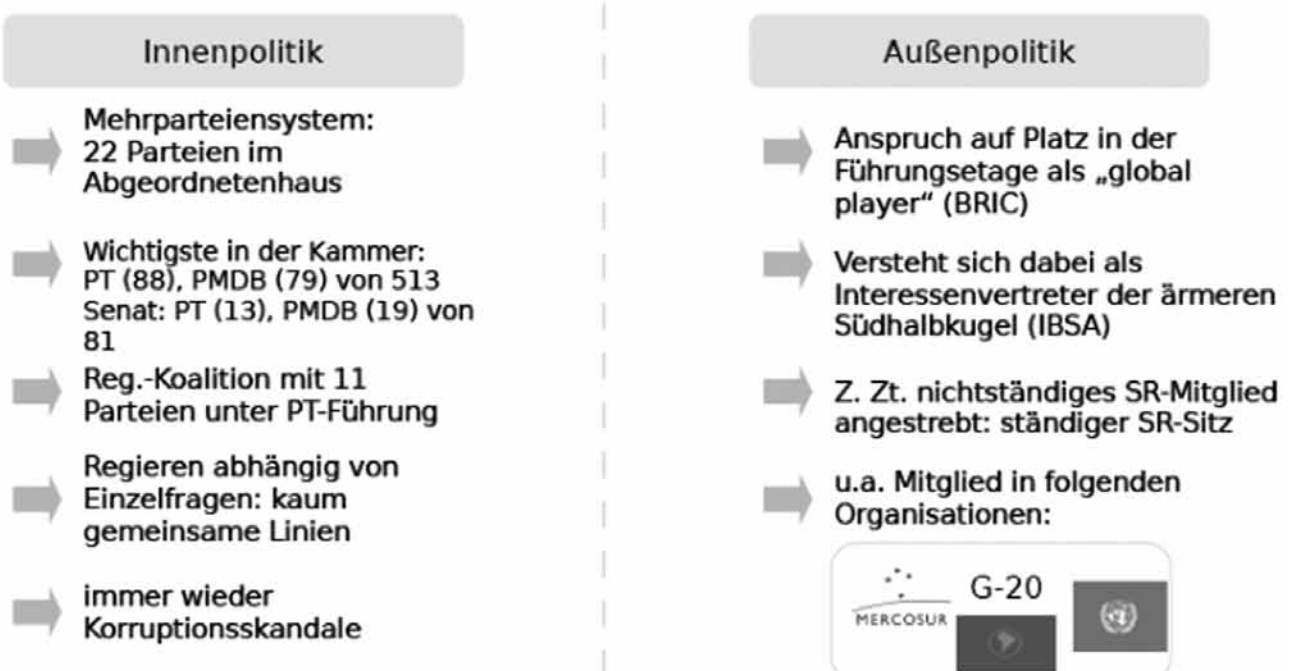 Innenpolitik
Mehrparteiensystem:
22 Parteien im
Abgeordnetenhaus
Wichtigste in der Kammer:
PT (88), PMDB (79) von 513
Senat: PT (13), PMDB (19) von
81
Reg.-Koalition mit 11
Parteien unter PT-Führung
Regieren abhängig von
Einzelfragen: kaum
gemeinsame Linien
immer wieder
Korruptionsskandale
Außenpolitik
Anspruch auf Platz in der
Führungsetage als „global
player“ (BRIC)
Versteht sich dabei als
Interessenvertreter der ärmeren
Südhalbkugel (IBSA)
Z. Zt. nichtständiges SR-Mitglied
angestrebt: ständiger SR-Sitz
u.a. Mitglied in folgenden
Organisationen:
G-20
MERCOSUR